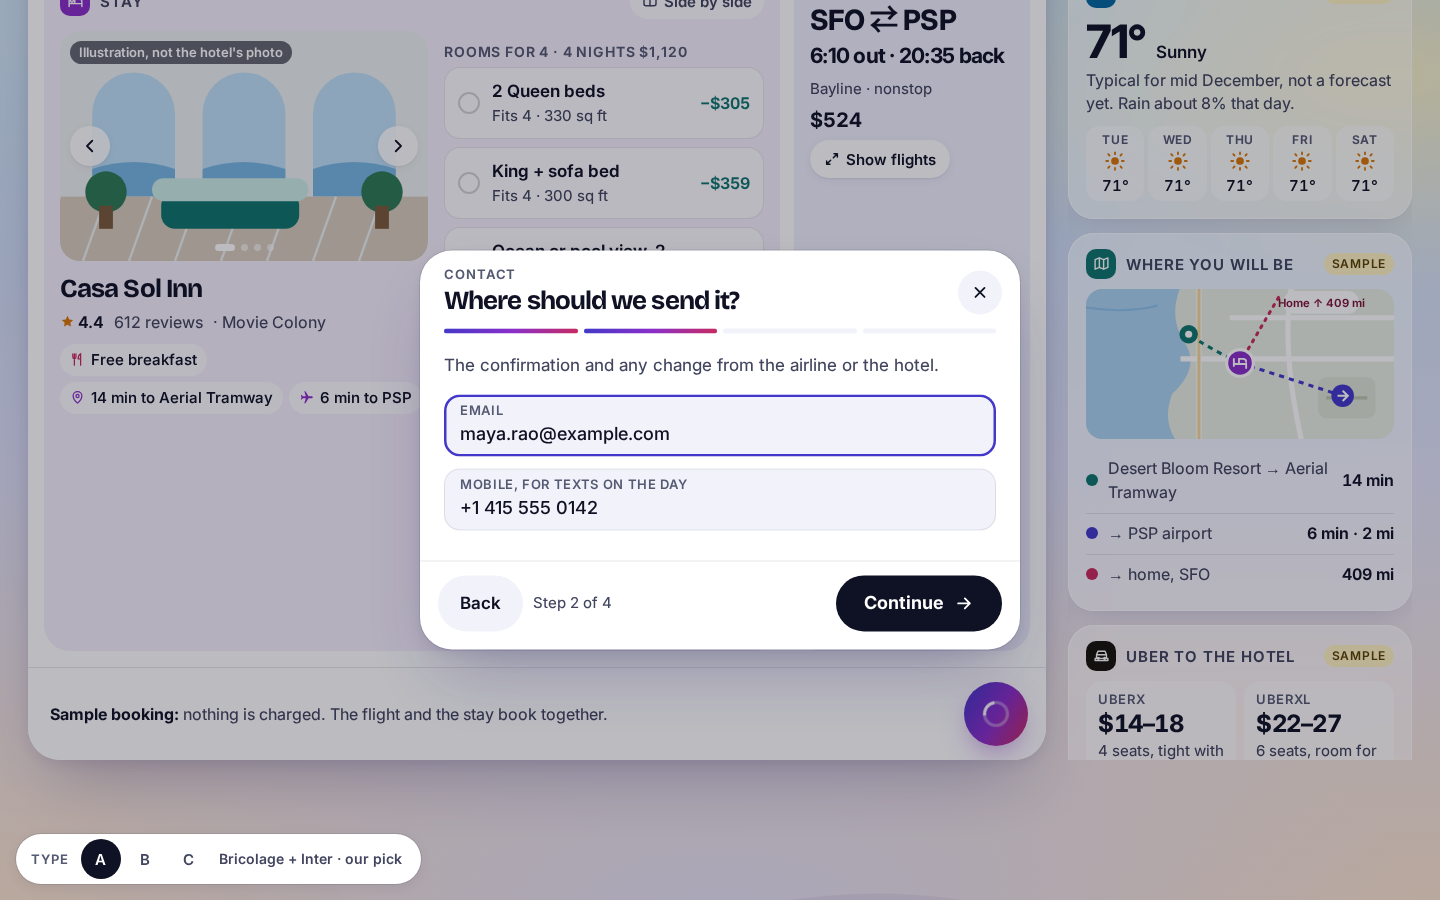 STAY
Side by side
Illustration, not the hotel's photo
Casa Sol Inn
4.4 612 reviews · Movie Colony
Free breakfast
14 min to Aerial Tramway
6 min to PSP
ROOMS FOR 4 · 4 NIGHTS $1,120
2 Queen beds
Fits 4 · 330 sq ft
−$305
King + sofa bed
Fits 4 · 300 sq ft
−$359
Ocean or pool view, 2
SFO ⇄ PSP
6:10 out · 20:35 back
Bayline · nonstop
$524
Show flights
CONTACT
Where should we send it?
The confirmation and any change from the airline or the hotel.
EMAIL
maya.rao@example.com
MOBILE, FOR TEXTS ON THE DAY
+1 415 555 0142
Back
Step 2 of 4
Continue →
Sample booking: nothing is charged. The flight and the stay book together.
71° Sunny
Typical for mid December, not a forecast
yet. Rain about 8% that day.
TUE WED THU FRI SAT
71° 71° 71° 71° 71°
WHERE YOU WILL BE
SAMPLE
Home ↑ 409 mi
Desert Bloom Resort → Aerial
Tramway
14 min
→ PSP airport
6 min · 2 mi
→ home, SFO
409 mi
UBER TO THE HOTEL
SAMPLE
UBERX
$14–18
4 seats, tight with
UBERXL
$22–27
6 seats, room for
TYPE
A
B
C
Bricolage + Inter · our pick